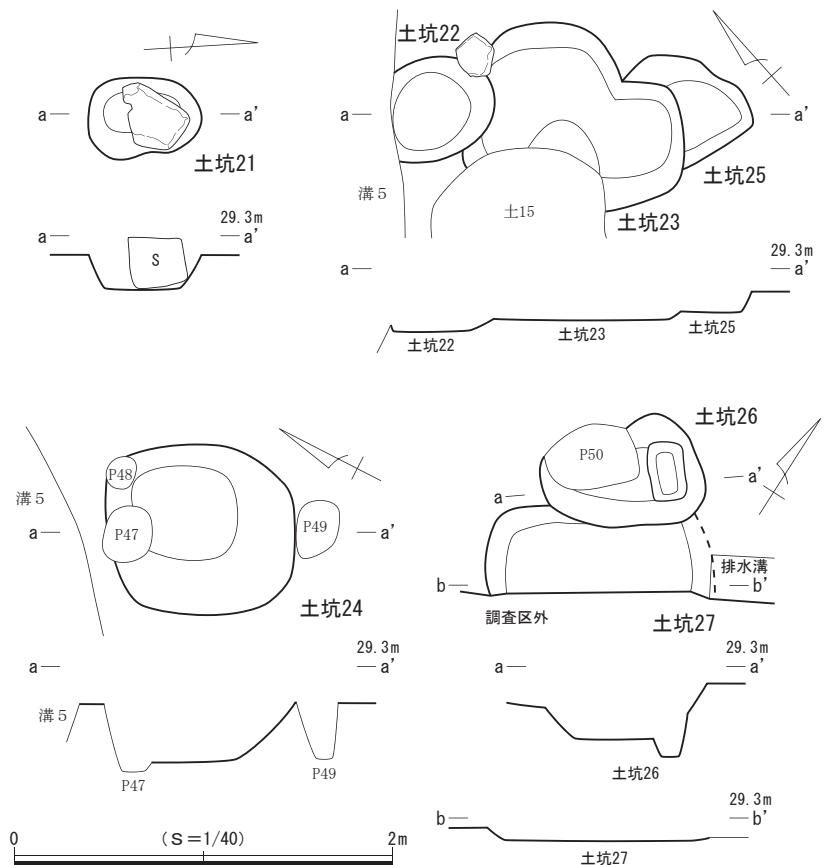 a a'
土坑21
29.3m
a a'
S
土坑22
a a'
土坑25
溝５
土15
土坑23
29.3m
a a'
土坑22 土坑23 土坑25
溝５
P48
a a'
P47 P49
土坑24
29.3m
a a'
溝５
P47 P49
土坑26
P50
a a'
排水溝
b b'
調査区外 土坑27
29.3m
a a'
土坑26
29.3m
b b'
土坑27
0 (Ｓ＝1/40) 2m